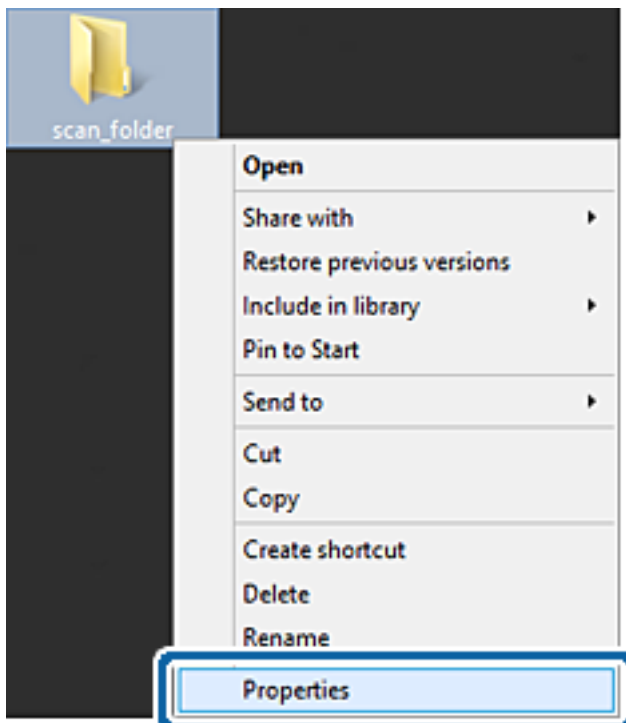 scan_folder
Open
Share with
Restore previous versions
Include in library
Pin to Start
Send to
Cut
Copy
Create shortcut
Delete
Rename
Properties